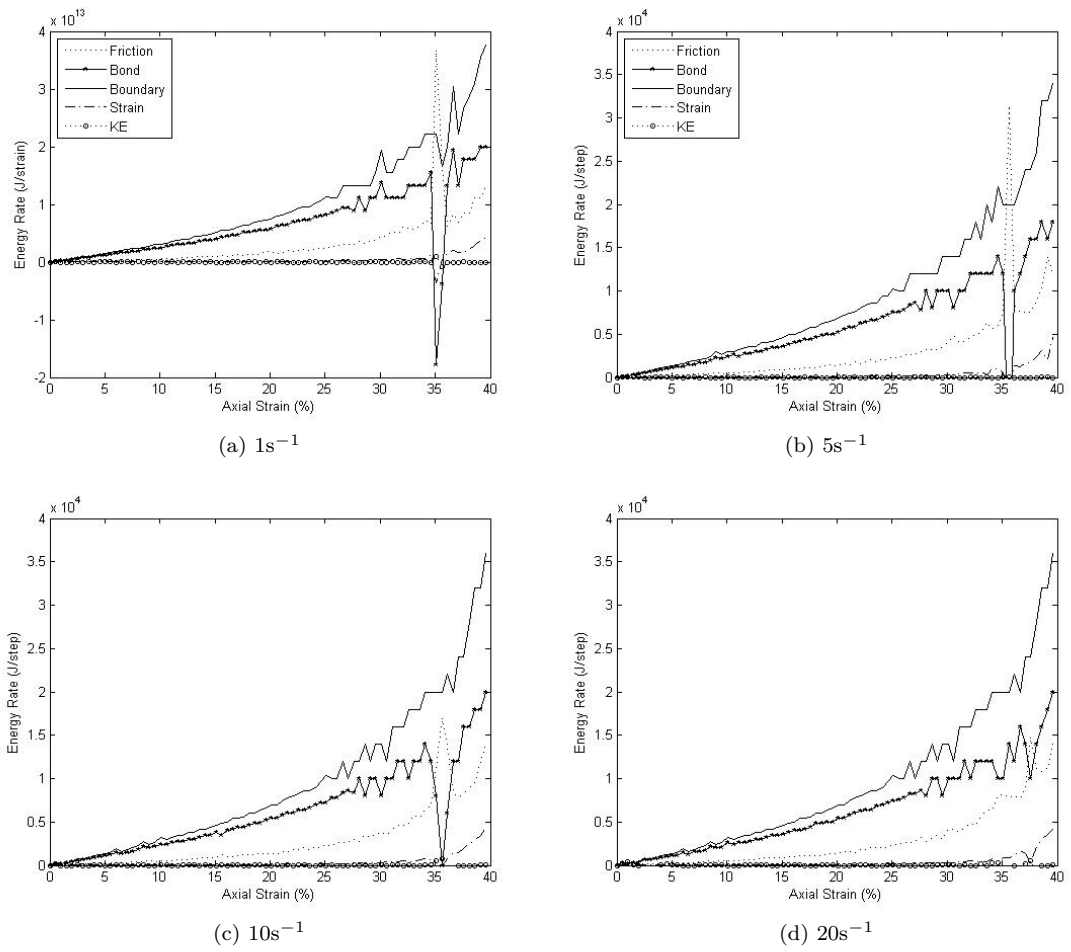 x 10^13
4
3
2
1
0
-1
-2
Energy Rate (J/strain)
Friction
Bond
Boundary
Strain
KE
0 5 10 15 20 25 30 35 40
Axial Strain (%)
(a) 1s⁻¹
x 10^4
4
3.5
3
2.5
2
1.5
1
0.5
0
Energy Rate (J/step)
Friction
Bond
Boundary
Strain
KE
0 5 10 15 20 25 30 35 40
Axial Strain (%)
(b) 5s⁻¹
x 10^4
4
3.5
3
2.5
2
1.5
1
0.5
0
Energy Rate (J/step)
0 5 10 15 20 25 30 35 40
Axial Strain (%)
(c) 10s⁻¹
x 10^4
4
3.5
3
2.5
2
1.5
1
0.5
0
Energy Rate (J/step)
0 5 10 15 20 25 30 35 40
Axial Strain (%)
(d) 20s⁻¹